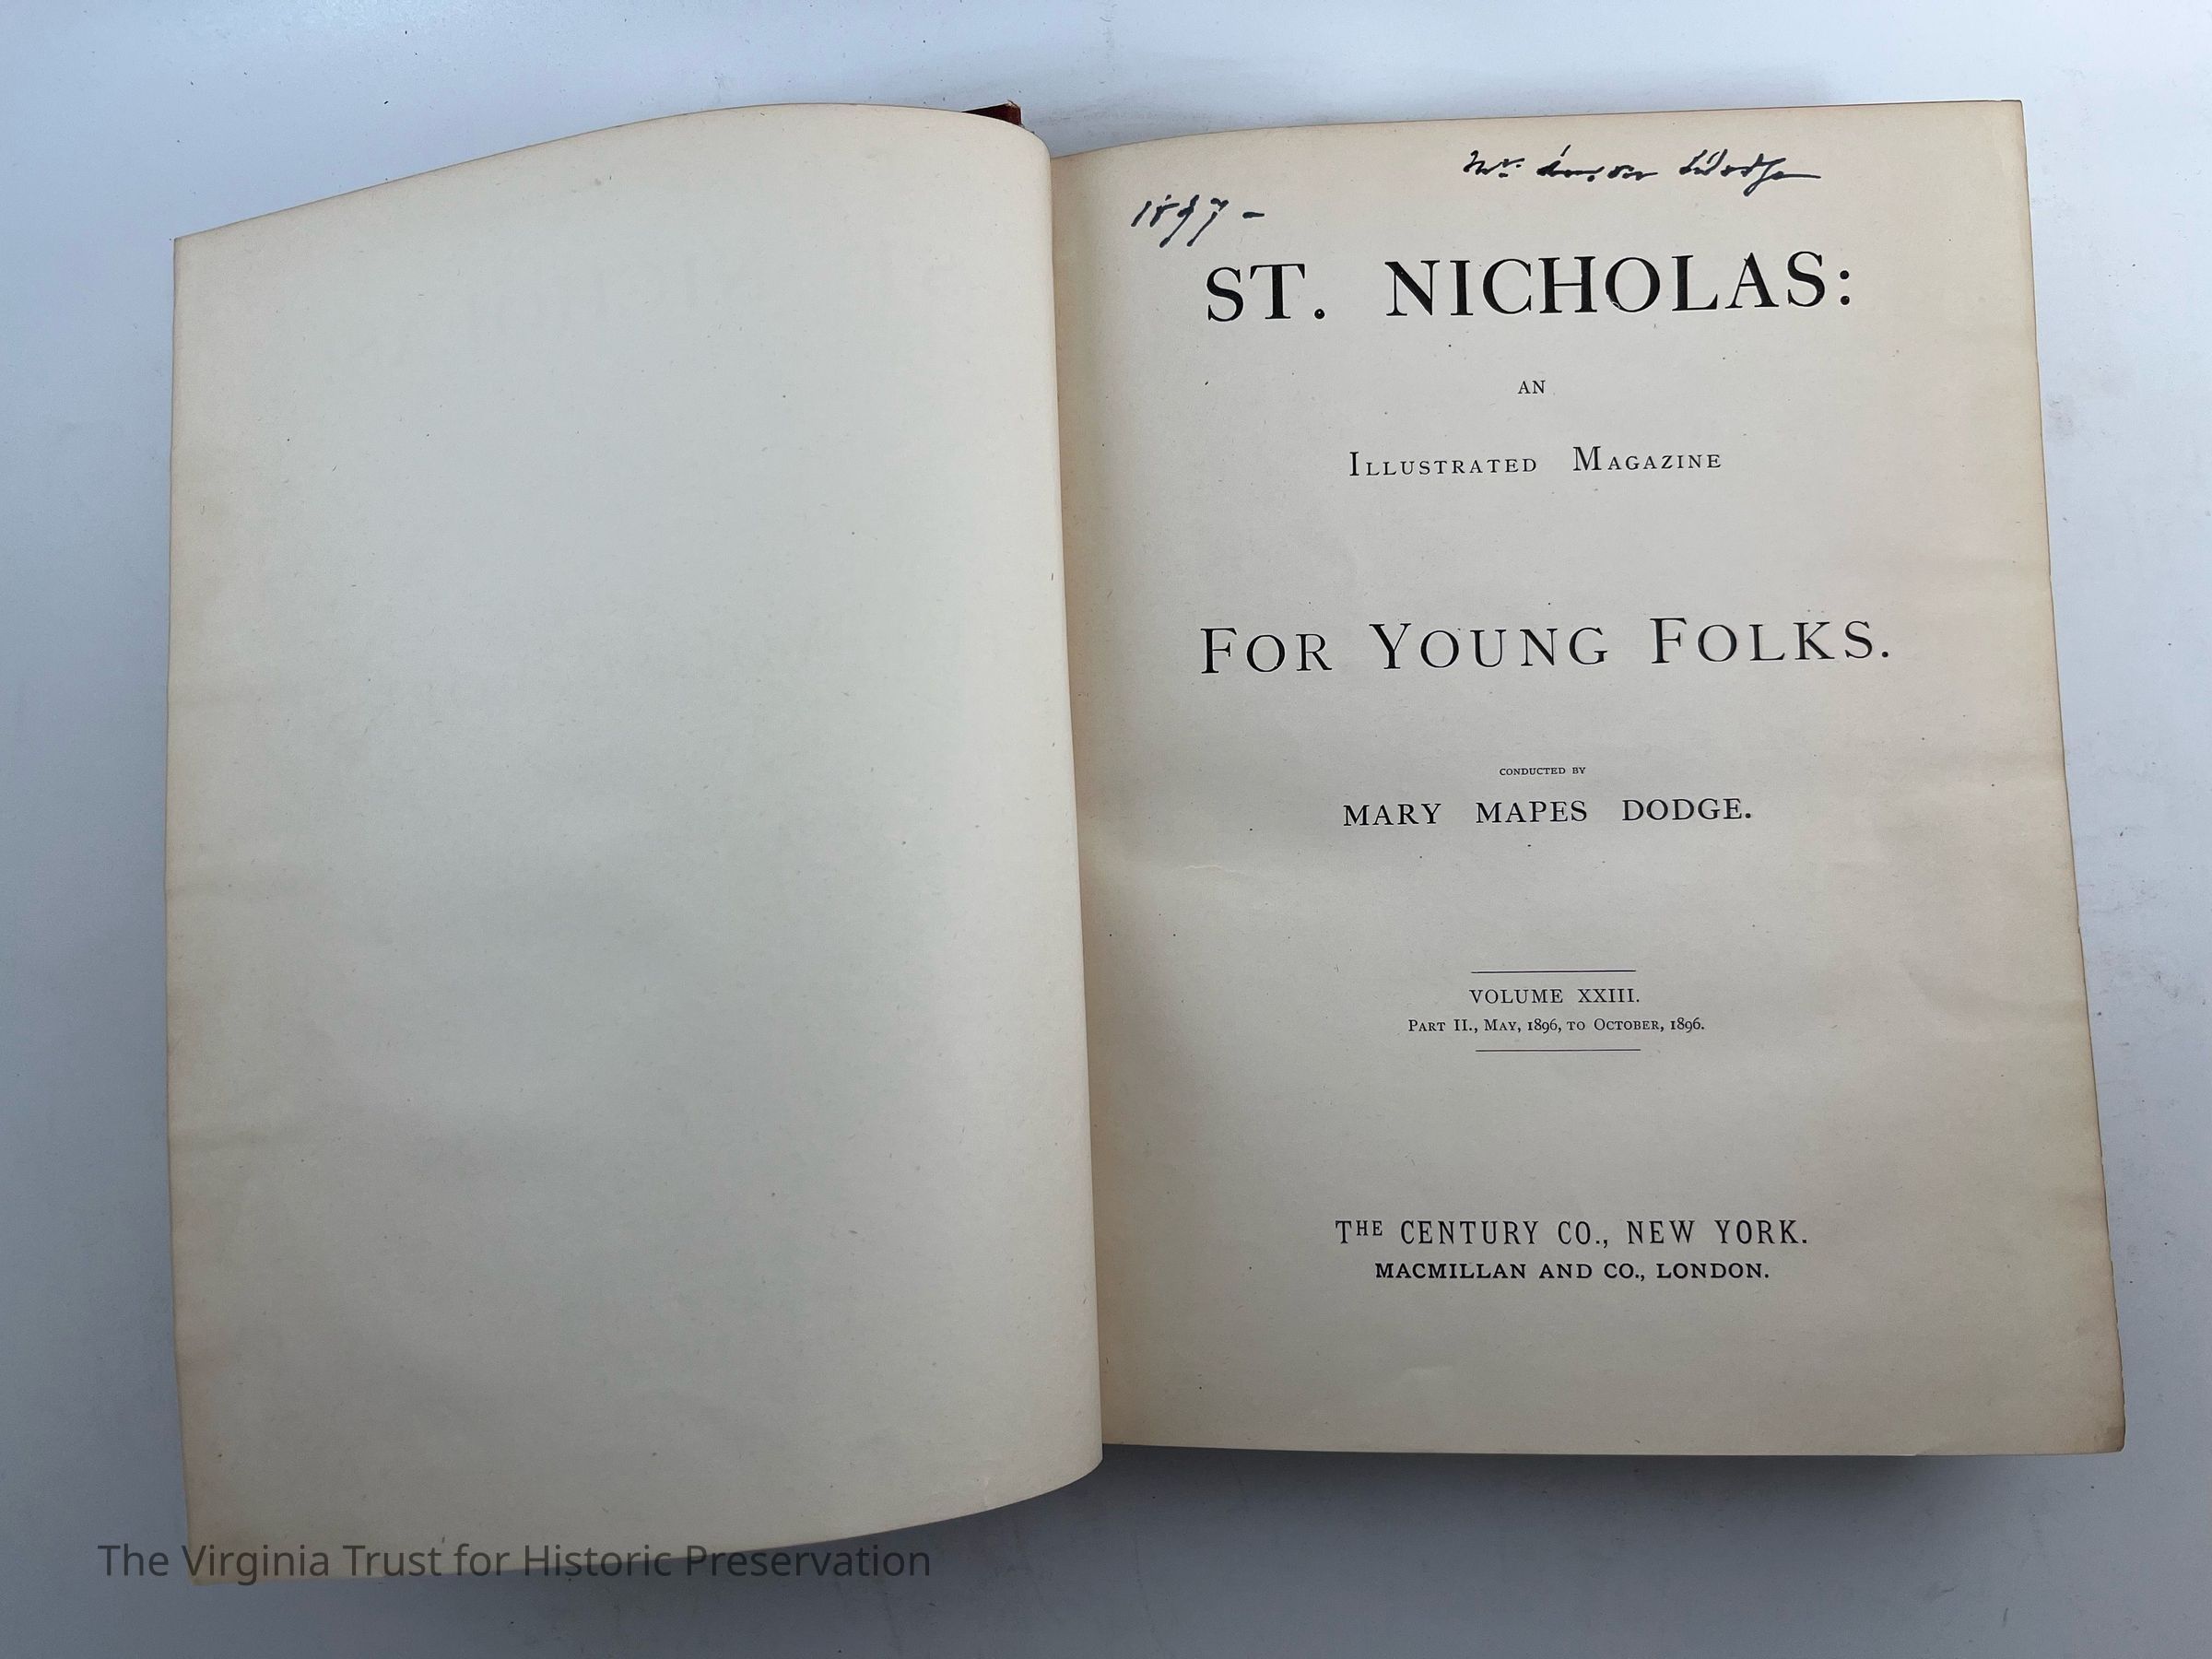 1897 -
ST. NICHOLAS:
AN
ILLUSTRATED MAGAZINE
FOR YOUNG FOLKS.
CONDUCTED BY
MARY MAPES DODGE.
VOLUME XXIII.
PART II., MAY, 1896, TO OCTOBER, 1896.
THE CENTURY CO., NEW YORK.
MACMILLAN AND CO., LONDON.
The Virginia Trust for Historic Preservation